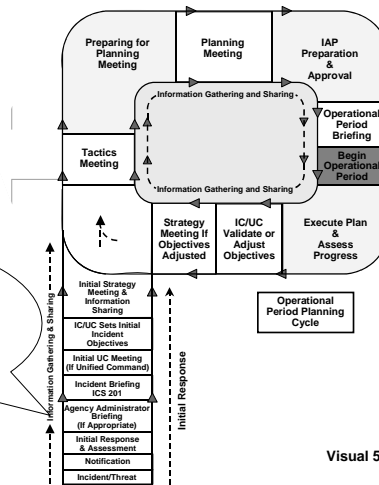 Preparing for
Planning
Meeting
Planning
Meeting
IAP
Preparation
&
Approval
Information Gathering and Sharing
Operational
Period
Briefing
Tactics
Meeting
Begin
Operational
Period
Information Gathering and Sharing
Strategy
Meeting If
Objectives
Adjusted
IC/UC
Validate or
Adjust
Objectives
Execute Plan
&
Assess
Progress
Initial Strategy
Meeting &
Information
Sharing
IC/UC Sets Initial
Incident
Objectives
Initial UC Meeting
(If Unified Command)
Incident Briefing
ICS 201
Agency Administrator
Briefing
(If Appropriate)
Initial Response
& Assessment
Notification
Incident/Threat
Information Gathering & Sharing
Initial Response
Operational
Period Planning
Cycle
Visual 5